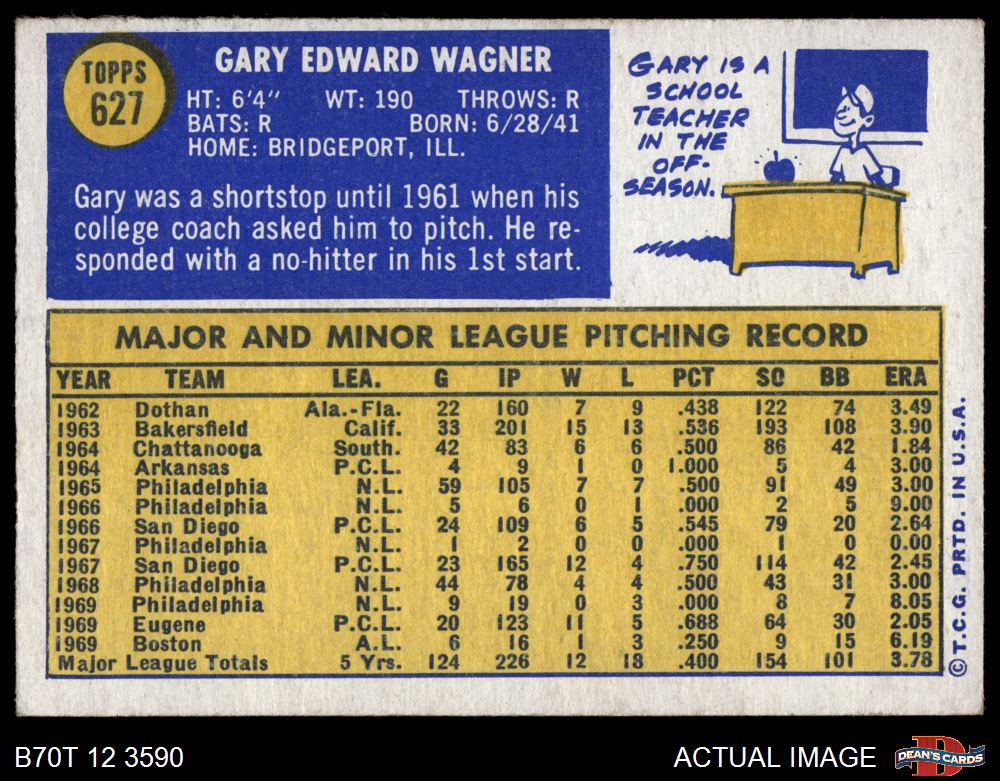 TOPPS
627
GARY EDWARD WAGNER
HT: 6'4" WT: 190 THROWS: R
BATS: R BORN: 6/28/41
HOME: BRIDGEPORT, ILL.
Gary was a shortstop until 1961 when his
college coach asked him to pitch. He re-
sponded with a no-hitter in his 1st start.
GARY IS A
SCHOOL
TEACHER
IN THE
OFF-
SEASON.
MAJOR AND MINOR LEAGUE PITCHING RECORD
YEAR TEAM LEA. G IP W L PCT SO BB ERA
1962 Dothan Ala.-Fla. 22 160 7 9 .438 122 74 3.49
1963 Bakersfield Calif. 33 201 15 13 .536 193 108 3.90
1964 Chattanooga South. 42 83 6 6 .500 86 42 1.84
1964 Arkansas P.C.L. 4 9 1 0 1.000 5 4 3.00
1965 Philadelphia N.L. 59 105 7 7 .500 91 49 3.00
1966 Philadelphia N.L. 5 6 0 1 .000 2 5 9.00
1966 San Diego P.C.L. 24 109 6 5 .545 79 20 2.64
1967 Philadelphia N.L. 1 2 0 0 .000 1 0 0.00
1967 San Diego P.C.L. 23 165 12 4 .750 114 42 2.45
1968 Philadelphia N.L. 44 78 4 4 .500 43 31 3.00
1969 Philadelphia N.L. 9 19 0 3 .000 8 7 8.05
1969 Eugene P.C.L. 20 123 11 5 .688 64 30 2.05
1969 Boston A.L. 6 16 1 3 .250 9 15 6.19
Major League Totals 5 Yrs. 124 226 12 18 .400 154 101 3.78
© T.C.G. PRTD. IN U.S.A.
B70T 12 3590
ACTUAL IMAGE
D
DEAN'S CARDS